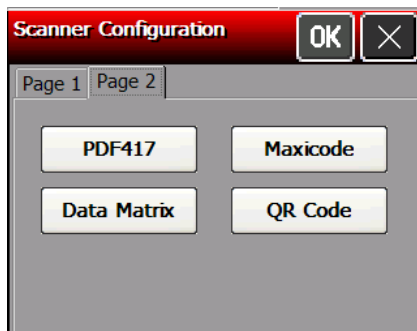 Scanner Configuration OK
Page 1 Page 2
PDF417 Maxicode
Data Matrix QR Code